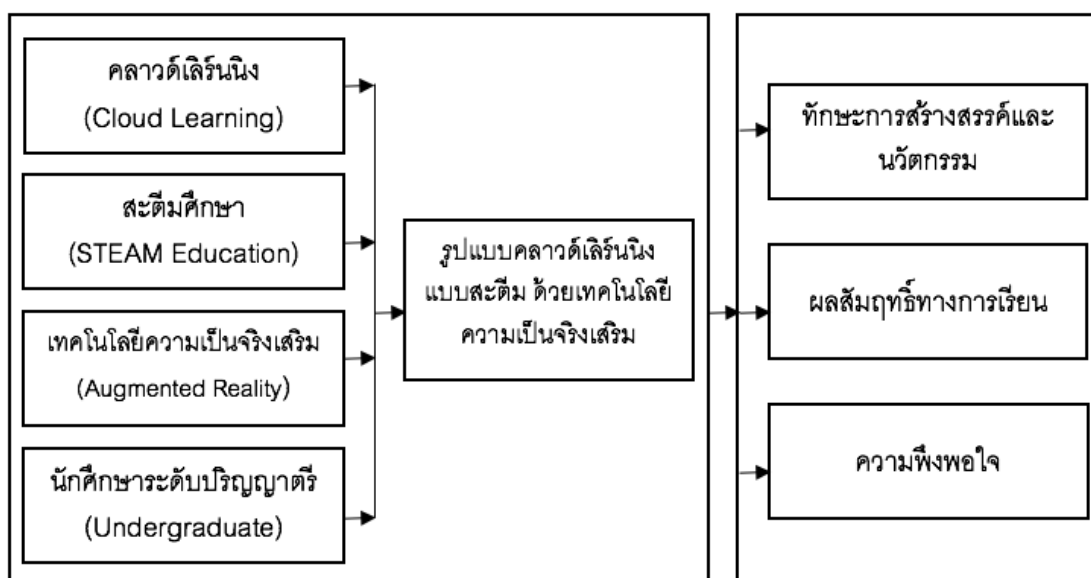 คลาวด์เลิร์นนิง
(Cloud Learning)
สะตีมศึกษา
(STEAM Education)
เทคโนโลยีความเป็นจริงเสริม
(Augmented Reality)
นักศึกษาระดับปริญญาตรี
(Undergraduate)
รูปแบบคลาวด์เลิร์นนิง
แบบสะตีม ด้วยเทคโนโลยี
ความเป็นจริงเสริม
ทักษะการสร้างสรรค์และ
นวัตกรรม
ผลสัมฤทธิ์ทางการเรียน
ความพึงพอใจ